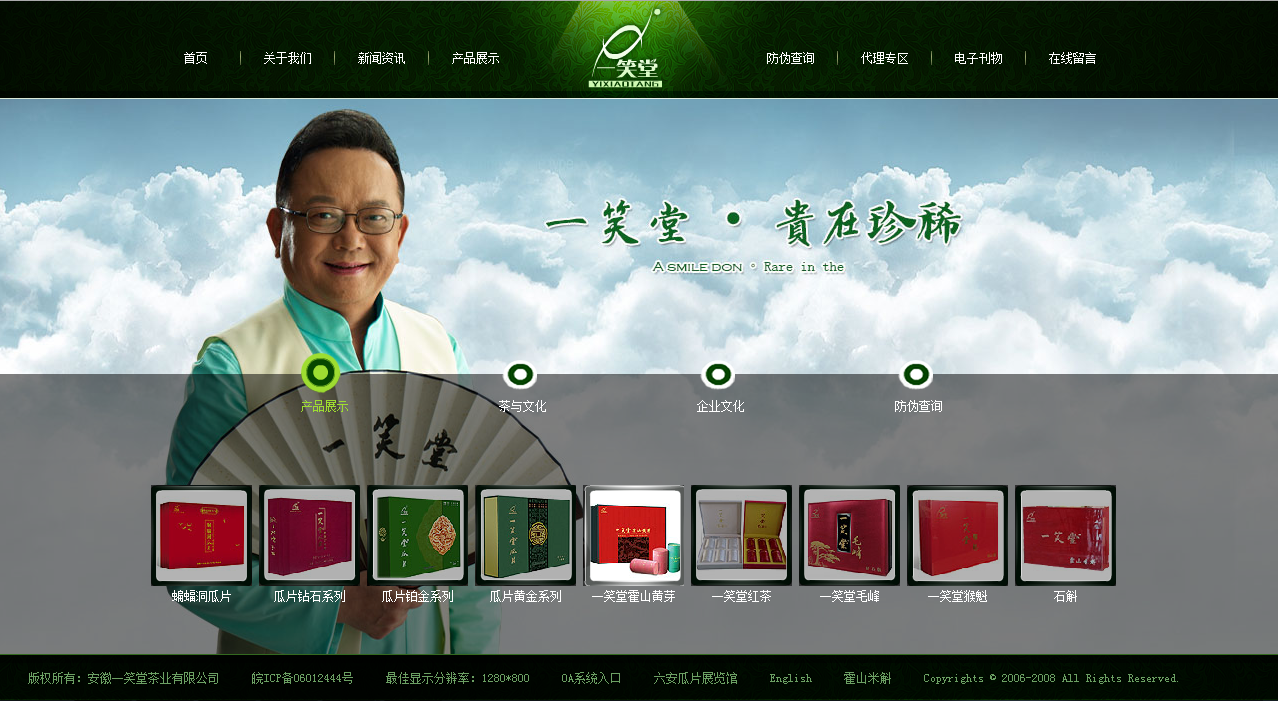 首页 关于我们 新闻资讯 产品展示 一笑堂 YIXIAOTANG 防伪查询 代理专区 电子刊物 在线留言
一笑堂·貴在珍稀
A SMILE DON · Rare in the
产品展示 茶与文化 企业文化 防伪查询
一笑堂
蝙蝠洞瓜片 瓜片钻石系列 瓜片铂金系列 瓜片黄金系列 一笑堂霍山黄芽 一笑堂红茶 一笑堂毛峰 一笑堂猴魁 石斛
版权所有: 安徽一笑堂茶业有限公司 皖ICP备06012444号 最佳显示分辨率: 1280*800 OA系统入口 六安瓜片展览馆 English 霍山米斛 Copyrights © 2006-2008 All Rights Reserved.